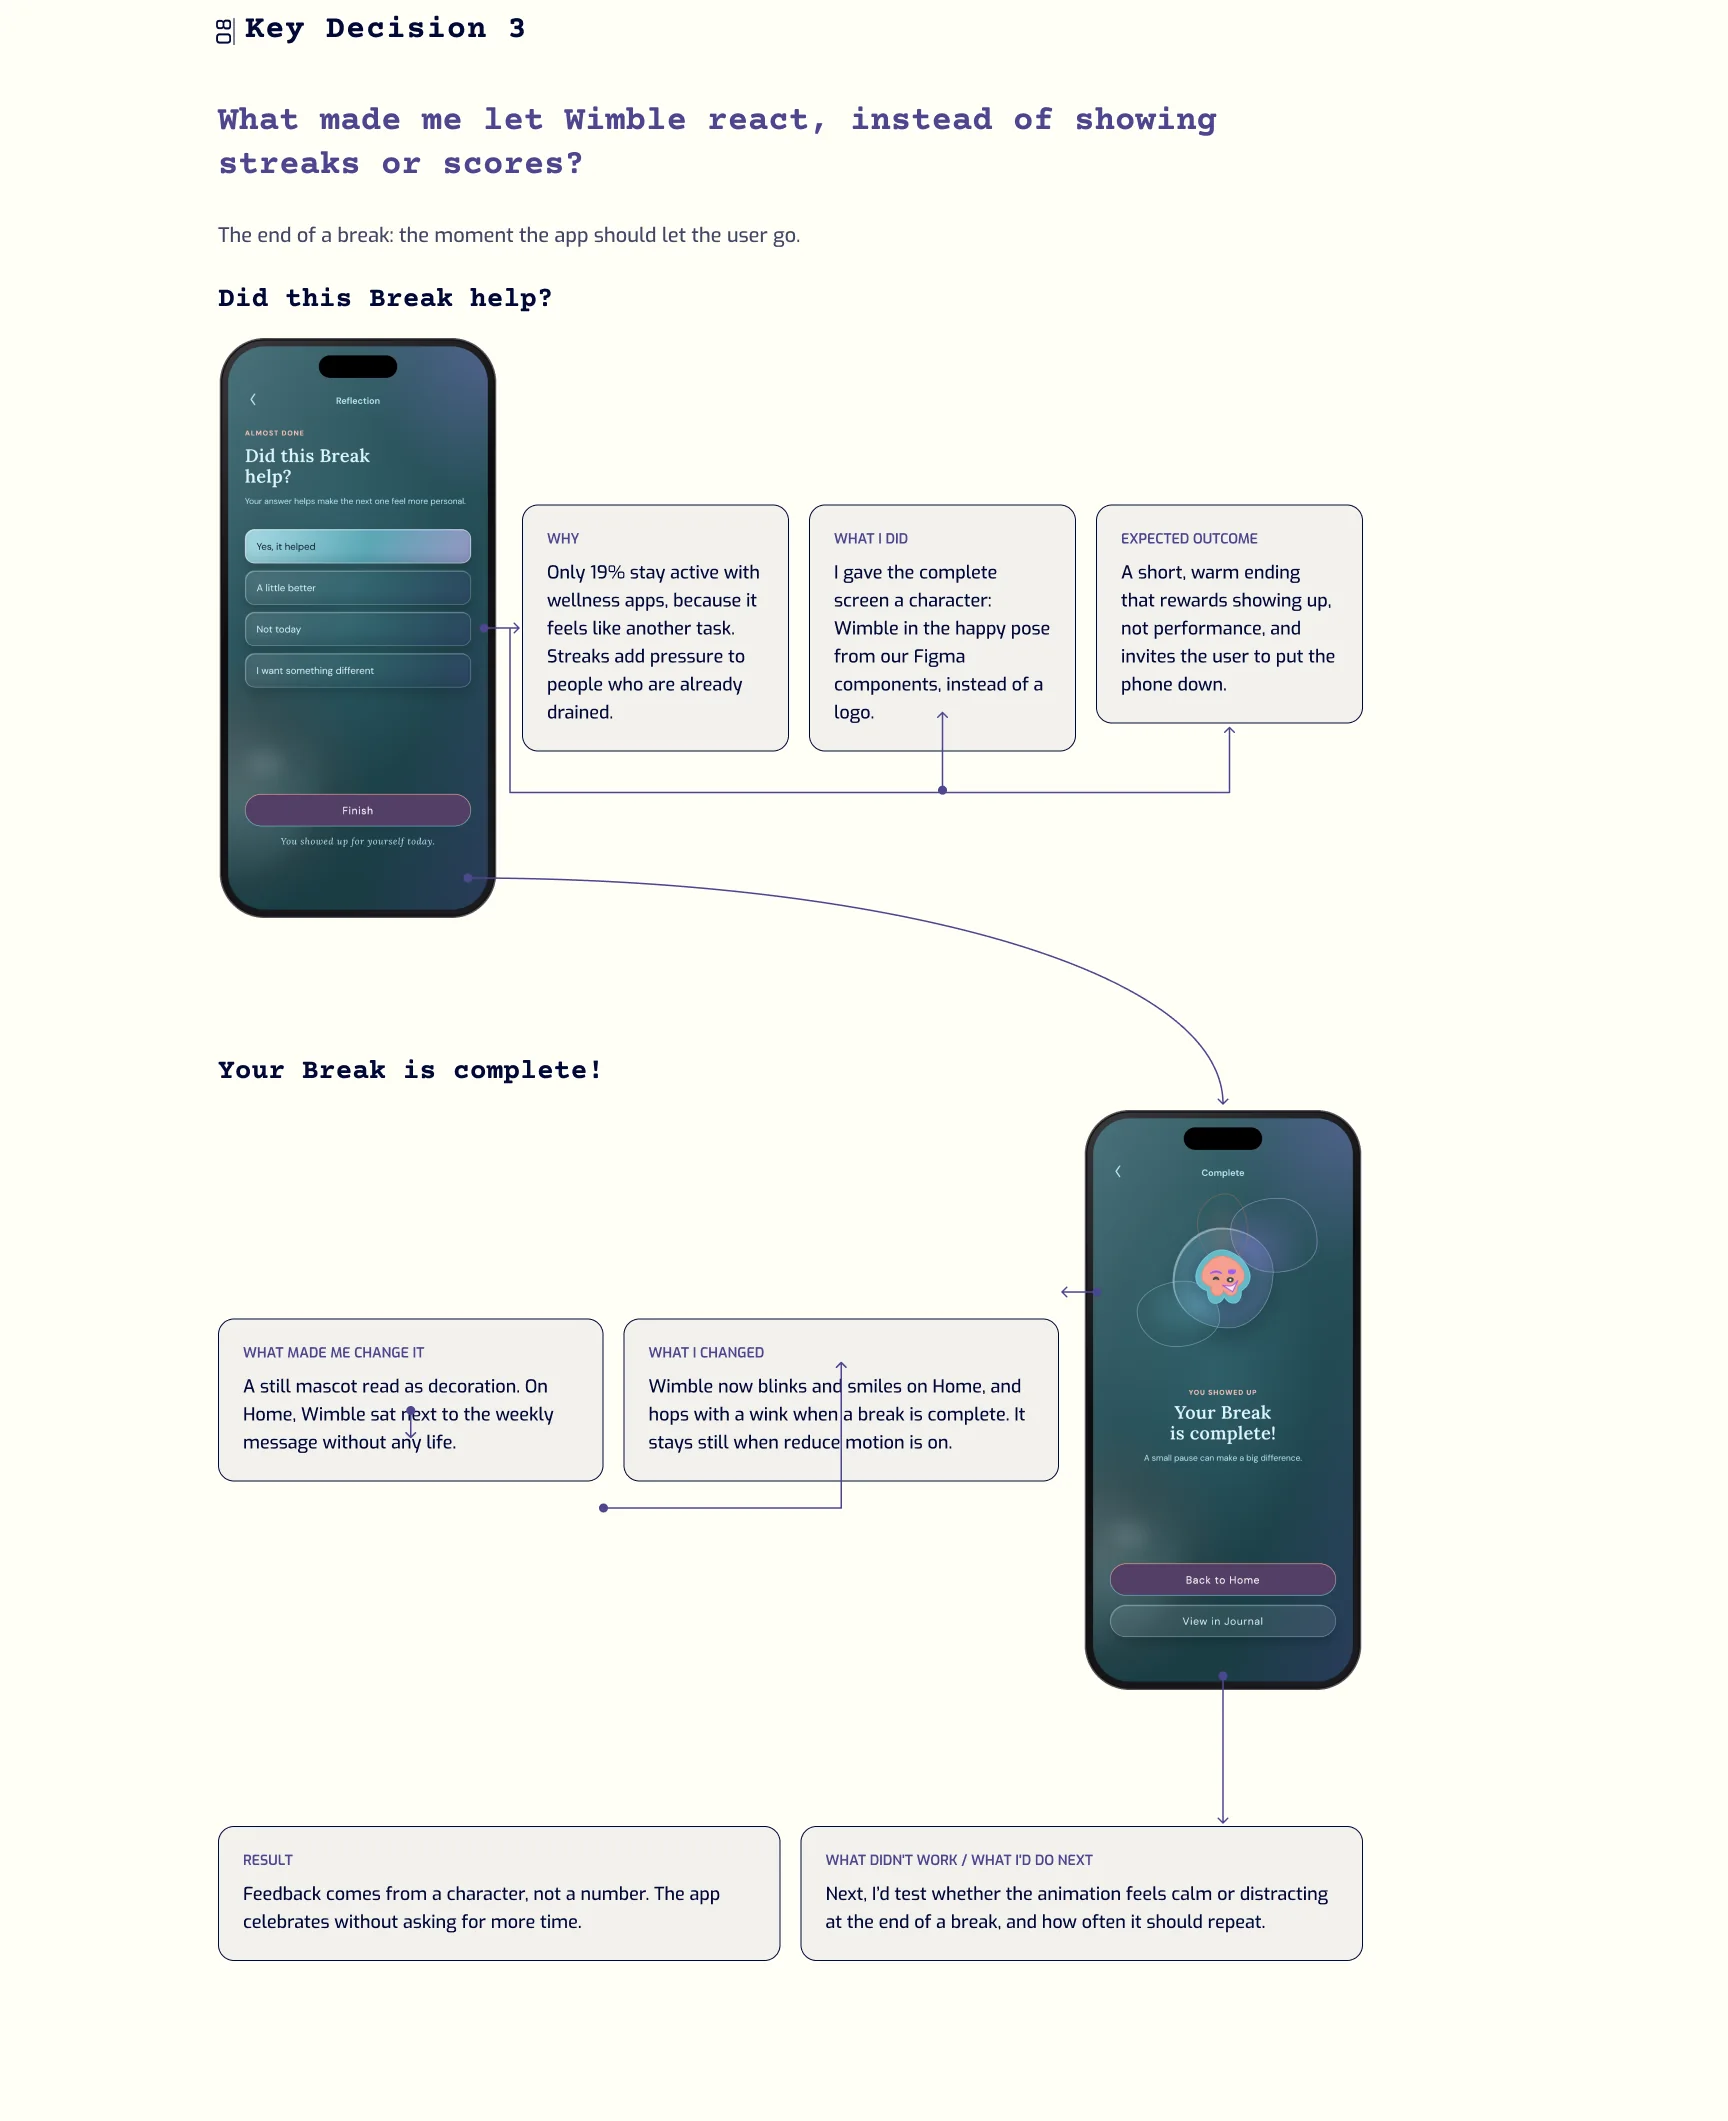 Key Decision 3
What made me let Wimble react, instead of showing
streaks or scores?
The end of a break: the moment the app should let the user go.
Did this Break help?
Reflection
ALMOST DONE
Did this Break
help?
Your answer helps make the next one feel more personal.
Yes, it helped
A little better
Not today
I want something different
Finish
You showed up for yourself today.
WHY
Only 19% stay active with
wellness apps, because it
feels like another task.
Streaks add pressure to
people who are already
drained.
WHAT I DID
I gave the complete
screen a character:
Wimble in the happy pose
from our Figma
components, instead of a
logo.
EXPECTED OUTCOME
A short, warm ending
that rewards showing up,
not performance, and
invites the user to put the
phone down.
Your Break is complete!
Complete
YOU SHOWED UP
Your Break
is complete!
A small pause can make a big difference.
Back to Home
View in Journal
WHAT MADE ME CHANGE IT
A still mascot read as decoration. On
Home, Wimble sat next to the weekly
message without any life.
WHAT I CHANGED
Wimble now blinks and smiles on Home, and
hops with a wink when a break is complete. It
stays still when reduce motion is on.
RESULT
Feedback comes from a character, not a number. The app
celebrates without asking for more time.
WHAT DIDN'T WORK / WHAT I'D DO NEXT
Next, I'd test whether the animation feels calm or distracting
at the end of a break, and how often it should repeat.